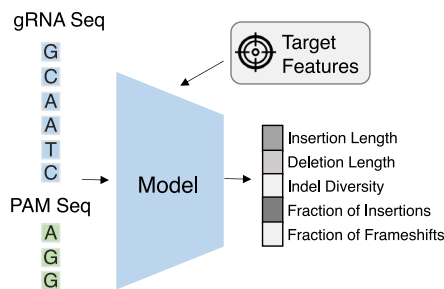 gRNA Seq
G
C
A
A
T
C
PAM Seq
A
G
G
Model
Target
Features
Insertion Length
Deletion Length
Indel Diversity
Fraction of Insertions
Fraction of Frameshifts